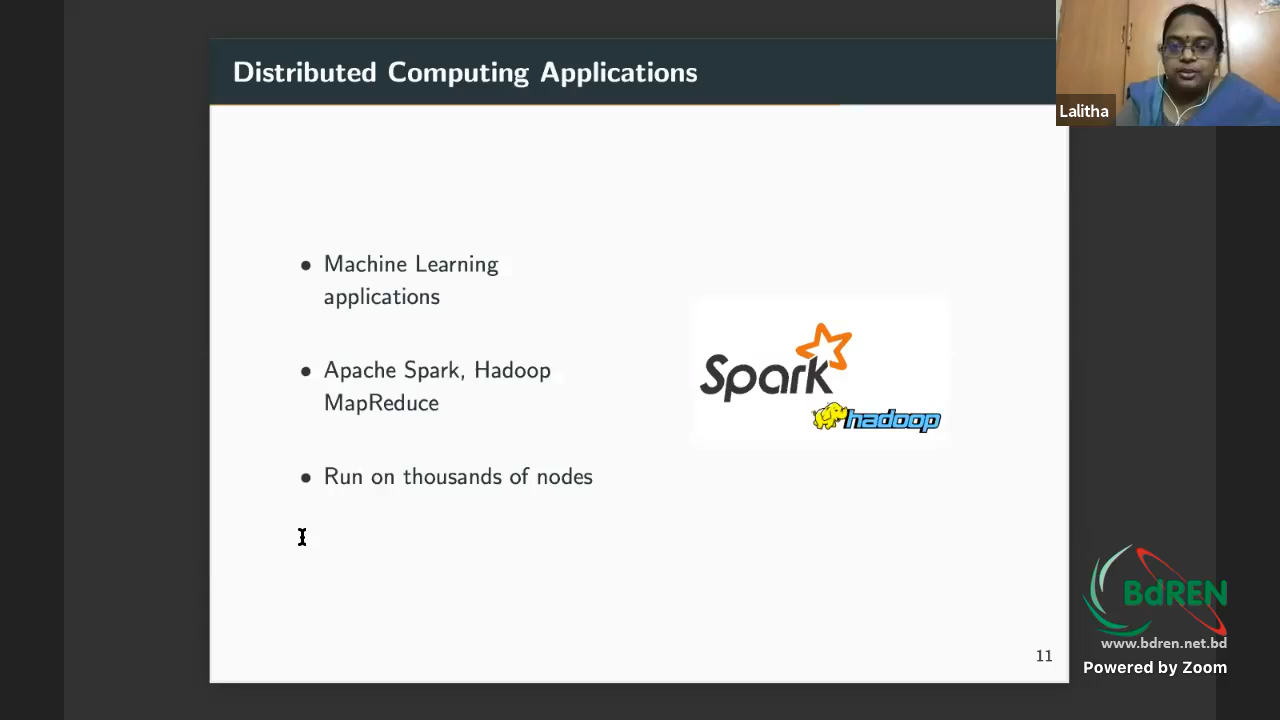 Distributed Computing Applications
Lalitha
• Machine Learning
applications
• Apache Spark, Hadoop
MapReduce
• Run on thousands of nodes
Spark
hadoop
BdREN
www.bdren.net.bd
Powered by Zoom
11